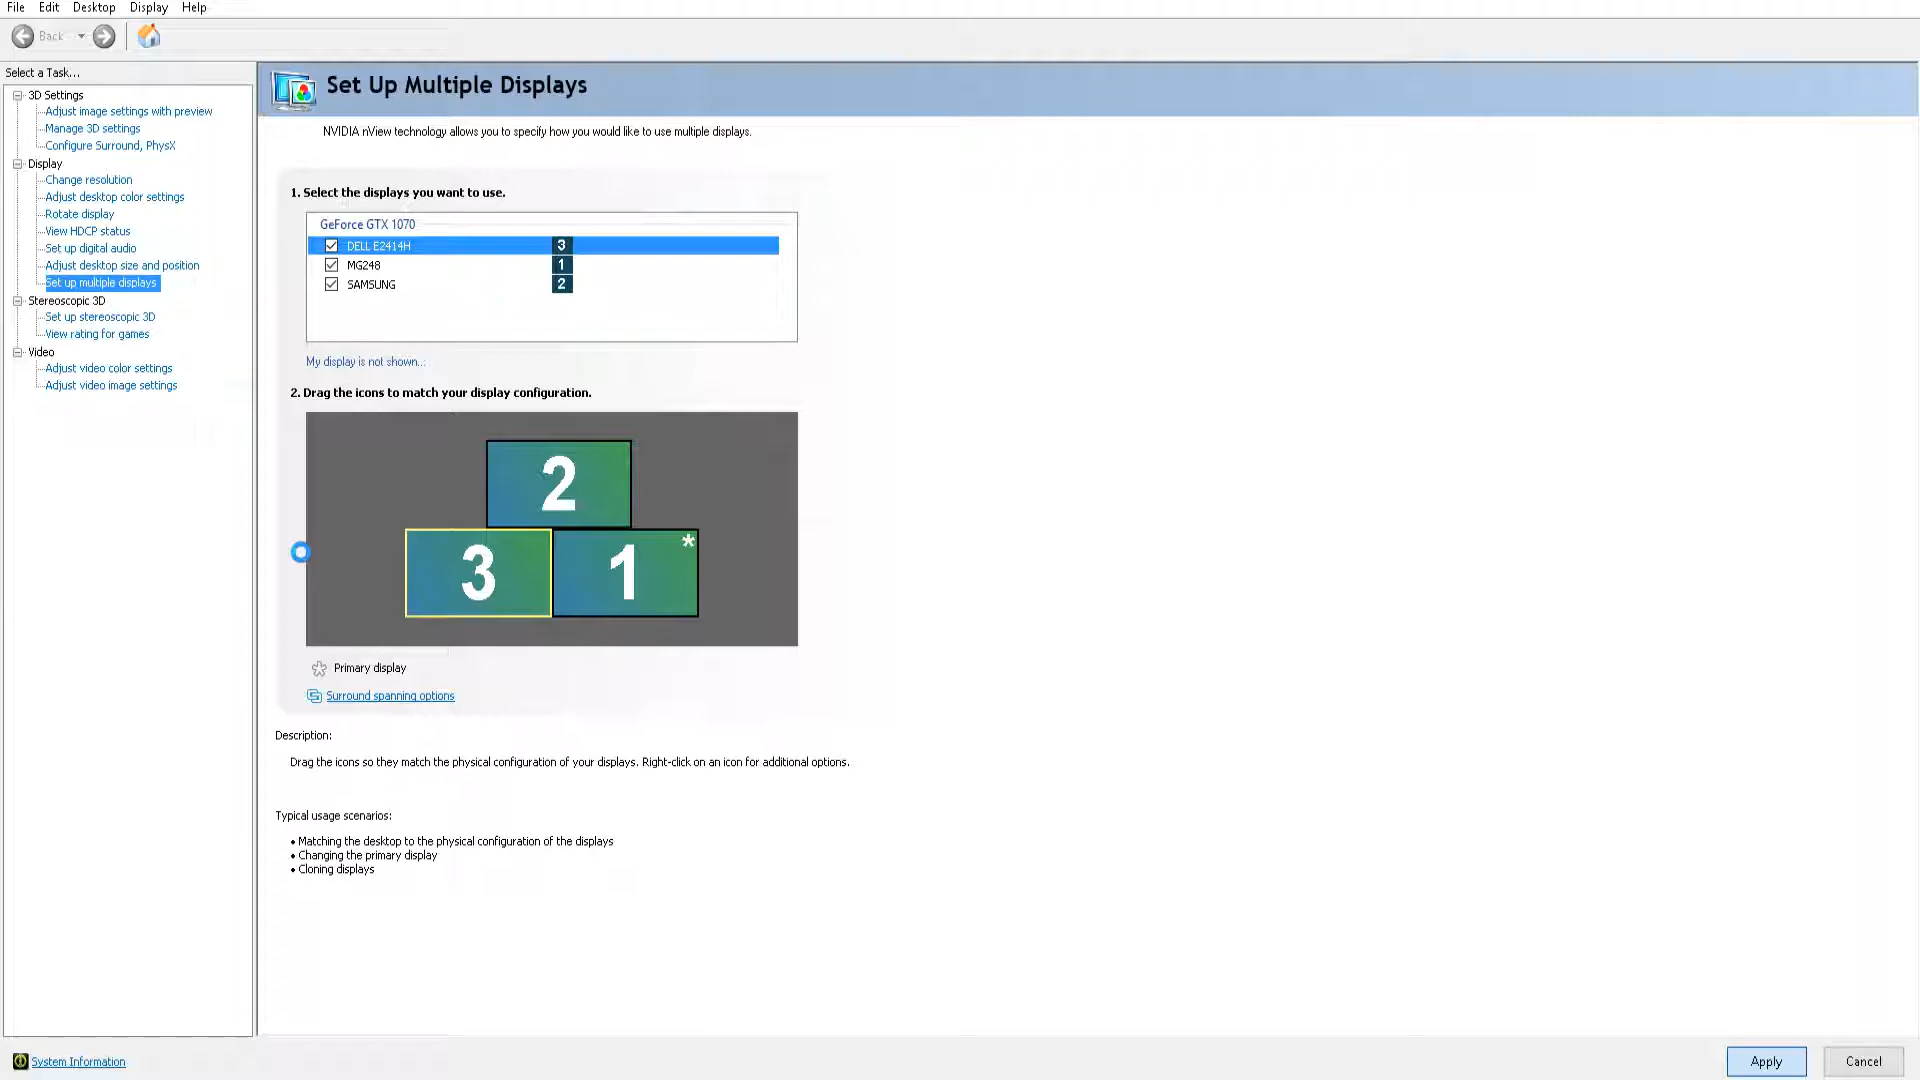 File Edit Desktop Display Help
Back
Select a Task...
3D Settings
Adjust image settings with preview
Manage 3D settings
Configure Surround, PhysX
Display
Change resolution
Adjust desktop color settings
Rotate display
View HDCP status
Set up digital audio
Adjust desktop size and position
Set up multiple displays
Stereoscopic 3D
Set up stereoscopic 3D
View rating for games
Video
Adjust video color settings
Adjust video image settings
System Information
Set Up Multiple Displays
NVIDIA nView technology allows you to specify how you would like to use multiple displays.
1. Select the displays you want to use.
GeForce GTX 1070
DELL E2414H 3
MG248 1
SAMSUNG 2
My display is not shown...
2. Drag the icons to match your display configuration.
2
3 1 *
Primary display
Surround spanning options
Description:
Drag the icons so they match the physical configuration of your displays. Right-click on an icon for additional options.
Typical usage scenarios:
• Matching the desktop to the physical configuration of the displays
• Changing the primary display
• Cloning displays
Apply Cancel